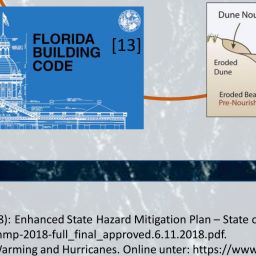 FLORIDA
BUILDING
CODE
[13]
Dune Nou
Eroded
Dune
Eroded Bea
Pre-Nourish
3): Enhanced State Hazard Mitigation Plan – State o
nmp-2018-full_final_approved.6.11.2018.pdf.
Warming and Hurricanes. Online unter: https://www